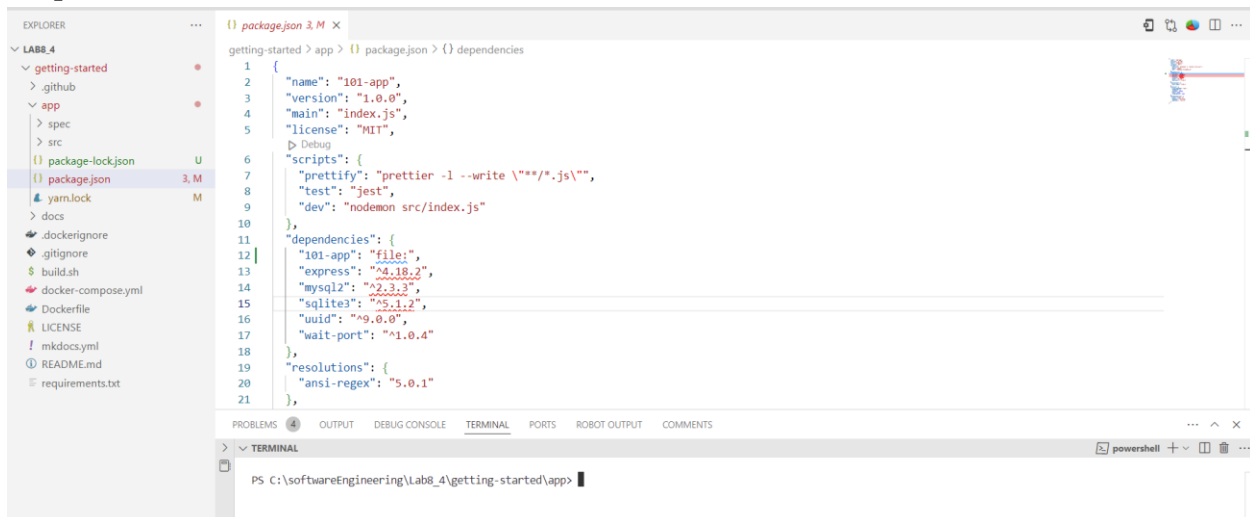 EXPLORER
LAB8_4
getting-started
.github
app
spec
src
{} package-lock.json U
{} package.json 3, M
yarn.lock M
docs
.dockerignore
.gitignore
$ build.sh
docker-compose.yml
Dockerfile
LICENSE
! mkdocs.yml
README.md
requirements.txt
{} package.json 3, M ×
getting-started > app > {} package.json > {} dependencies
1 {
2 "name": "101-app",
3 "version": "1.0.0",
4 "main": "index.js",
5 "license": "MIT",
Debug
6 "scripts": {
7 "prettify": "prettier -l --write \"**/*.js\"",
8 "test": "jest",
9 "dev": "nodemon src/index.js"
10 },
11 "dependencies": {
12 "101-app": "file:",
13 "express": "^4.18.2",
14 "mysql2": "^2.3.3",
15 "sqlite3": "^5.1.2",
16 "uuid": "^9.0.0",
17 "wait-port": "^1.0.4"
18 },
19 "resolutions": {
20 "ansi-regex": "5.0.1"
21 },
PROBLEMS 4 OUTPUT DEBUG CONSOLE TERMINAL PORTS ROBOT OUTPUT COMMENTS
TERMINAL
powershell
PS C:\softwareEngineering\Lab8_4\getting-started\app>